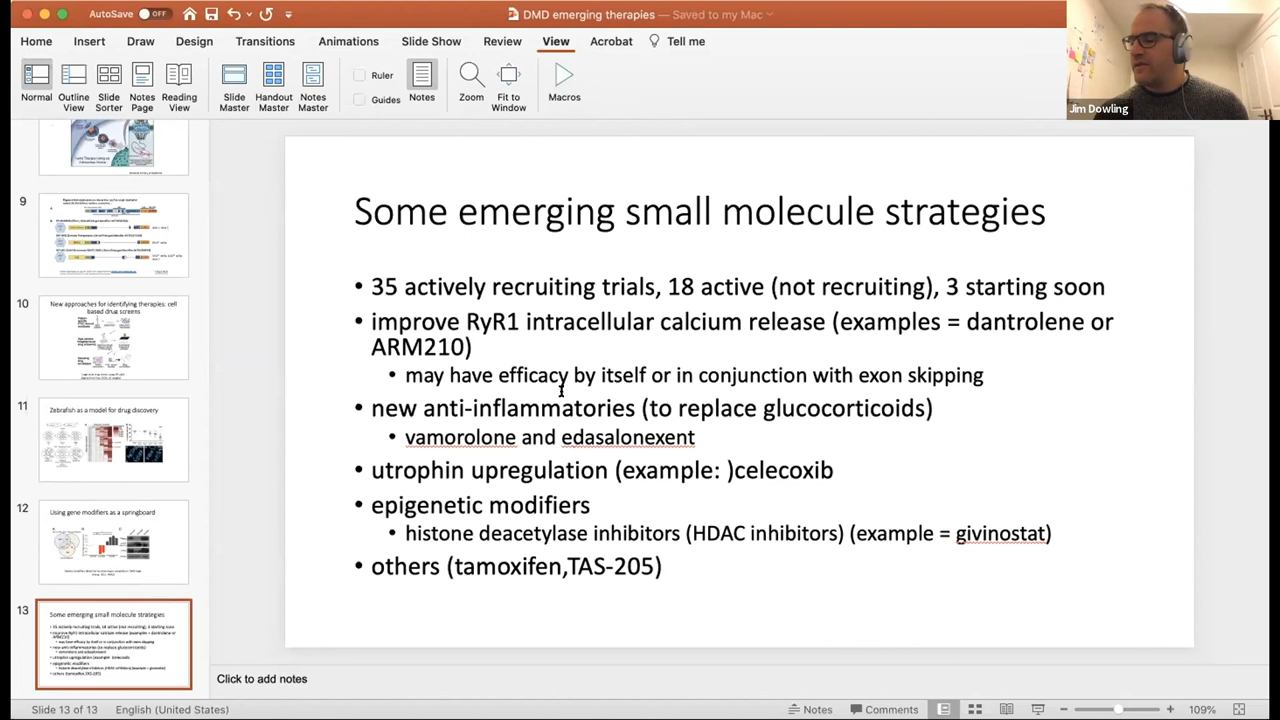 AutoSave OFF
DMD emerging therapies — Saved to my Mac
Home Insert Draw Design Transitions Animations Slide Show Review View Acrobat Tell me
Normal Outline View Slide Sorter Notes Page Reading View Slide Master Handout Master Notes Master Ruler Guides Notes Zoom Fit to Window Macros
Jim Dowling
9
10
New approaches for identifying therapies: cell based drug screens
11
Zebrafish as a model for drug discovery
12
Using gene modifiers as a springboard
13
Some emerging small molecule strategies
Some emerging small molecule strategies
• 35 actively recruiting trials, 18 active (not recruiting), 3 starting soon
• improve RyR1 intracellular calcium release (examples = dantrolene or
ARM210)
• may have efficacy by itself or in conjunction with exon skipping
• new anti-inflammatories (to replace glucocorticoids)
• vamorolone and edasalonexent
• utrophin upregulation (example: )celecoxib
• epigenetic modifiers
• histone deacetylase inhibitors (HDAC inhibitors) (example = givinostat)
• others (tamoxifen,TAS-205)
Click to add notes
Slide 13 of 13 English (United States) Notes Comments 109%